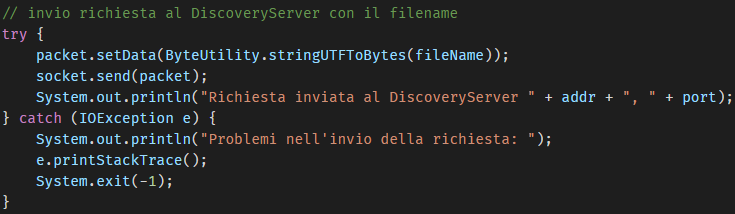 // invio richiesta al DiscoveryServer con il filename
try {
    packet.setData(ByteUtility.stringUTFToBytes(fileName));
    socket.send(packet);
    System.out.println("Richiesta inviata al DiscoveryServer " + addr + ", " + port);
} catch (IOException e) {
    System.out.println("Problemi nell'invio della richiesta: ");
    e.printStackTrace();
    System.exit(-1);
}